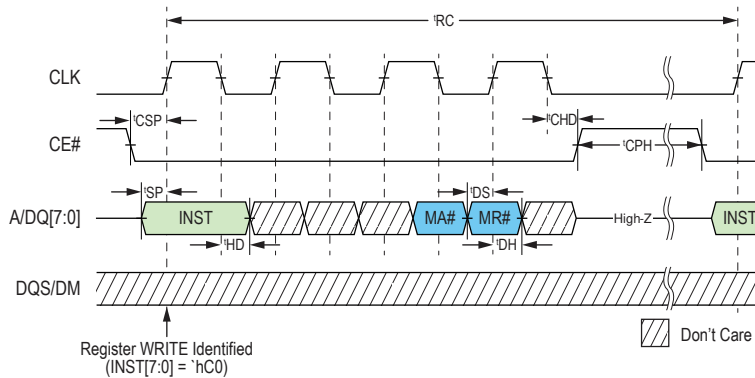 tRC
CLK
tCSP
tCHD
CE#
tCPH
tSP
tDS
A/DQ[7:0]
INST
MA#
MR#
High-Z
INST
tHD
tDH
DQS/DM
Don't Care
Register WRITE Identified
(INST[7:0] = `hC0)